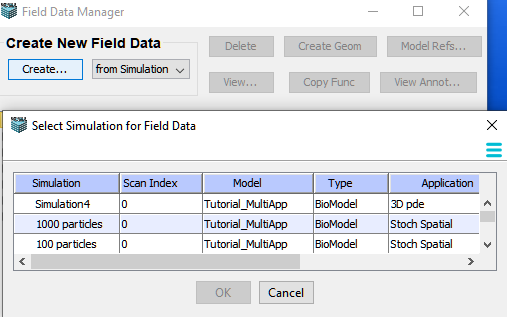 Field Data Manager
Create New Field Data
Create... from Simulation
Delete Create Geom Model Refs...
View... Copy Func View Annot...
Select Simulation for Field Data
Simulation Scan Index Model Type Application
Simulation4 0 Tutorial_MultiApp BioModel 3D pde
1000 particles 0 Tutorial_MultiApp BioModel Stoch Spatial
100 particles 0 Tutorial_MultiApp BioModel Stoch Spatial
OK Cancel